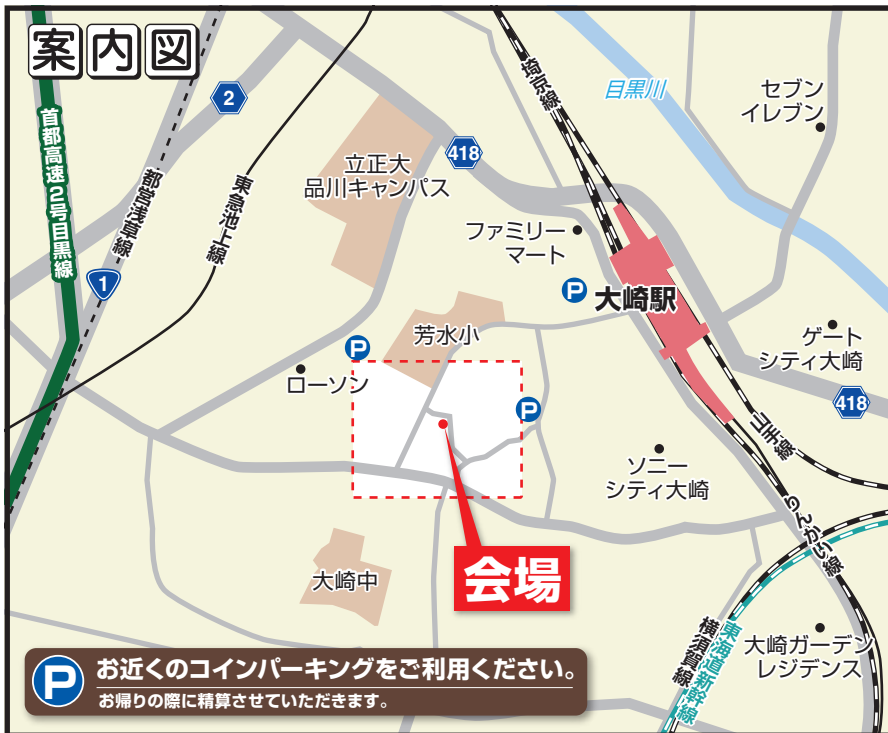 案内図
2
首都高速2号目黒線
都営浅草線
1
東急池上線
立正大
品川キャンパス
418
埼京線
目黒川
セブン
イレブン
ファミリー
マート
P
大崎駅
芳水小
P
ローソン
P
ゲート
シティ大崎
418
山手線
ソニー
シティ大崎
りんかい線
会場
大崎中
横須賀線
東海道新幹線
大崎ガーデン
レジデンス
P
お近くのコインパーキングをご利用ください。
お帰りの際に精算させていただきます。